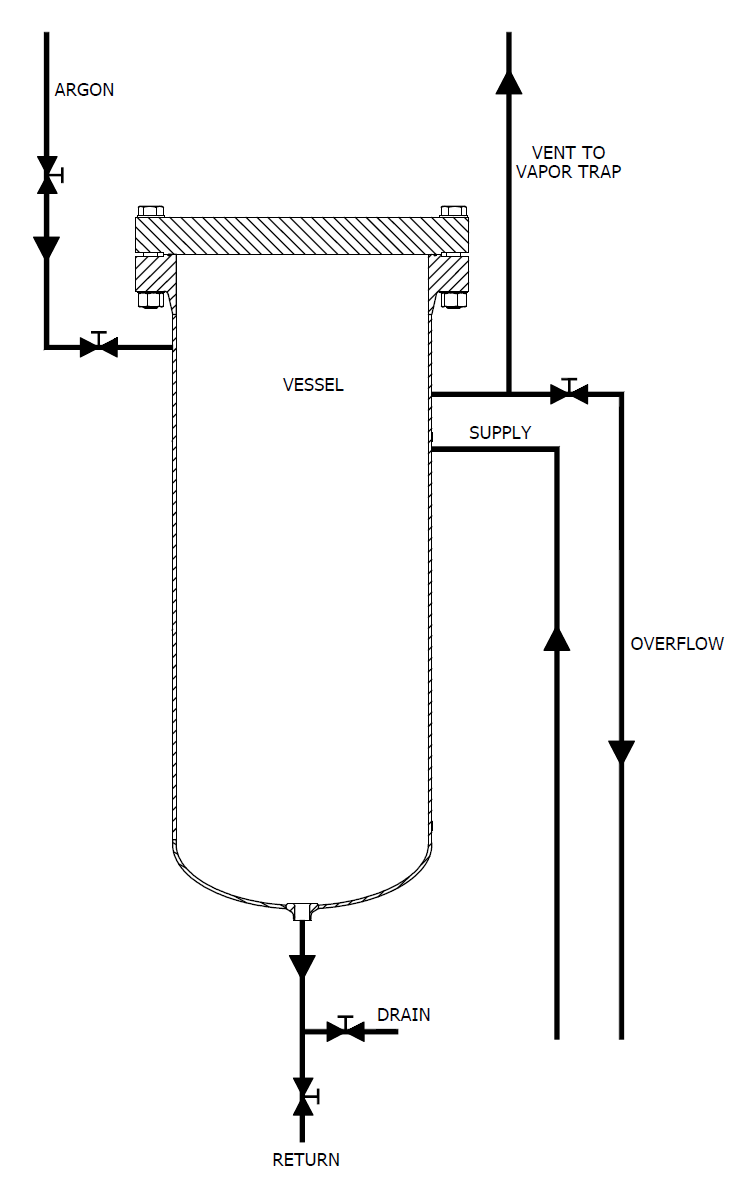 ARGON
VENT TO
VAPOR TRAP
VESSEL
SUPPLY
OVERFLOW
DRAIN
RETURN